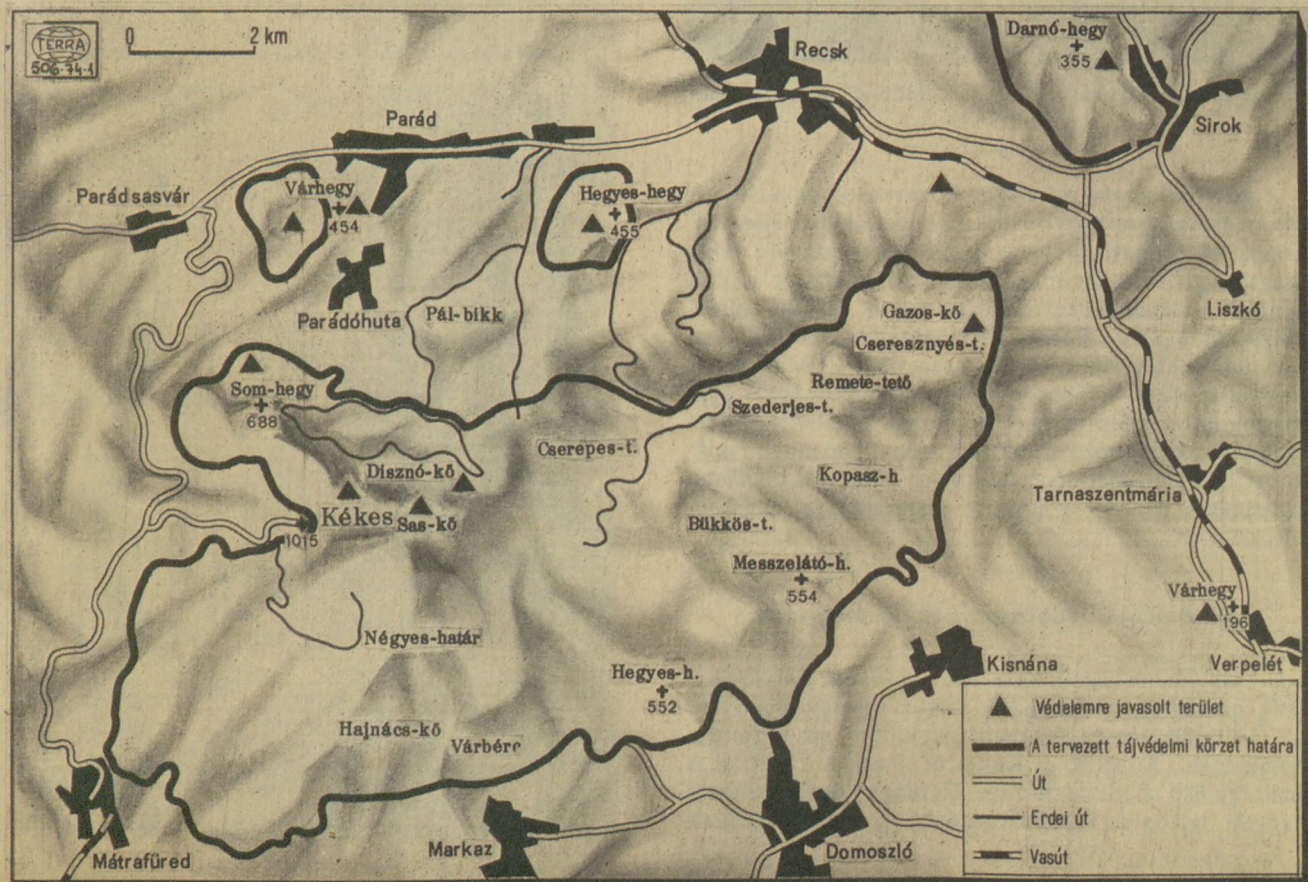 TERRA
506-74-1
0 2 km
Recsk
Darnó-hegy
355
Sirok
Parád
Parádsasvár
Várhegy
454
Hegyes-hegy
455
Parádóhuta
Pál-bikk
Liszkó
Gazos-kő
Cseresznyés-t.
Remete-tető
Szederjes-t.
Som-hegy
688
Cserepes-t.
Disznó-kő
Kopasz-h
Tarnaszentmária
Kékes
1015
Sas-kő
Bükkös-t.
Messzelátó-h.
554
Várhegy
196
Verpelét
Négyes-határ
Kisnána
Hegyes-h.
552
Hajnács-kő
Várbérc
Mátrafüred
Markaz
Domoszló
Védelemre javasolt terület
A tervezett tájvédelmi körzet határa
Út
Erdei út
Vasút